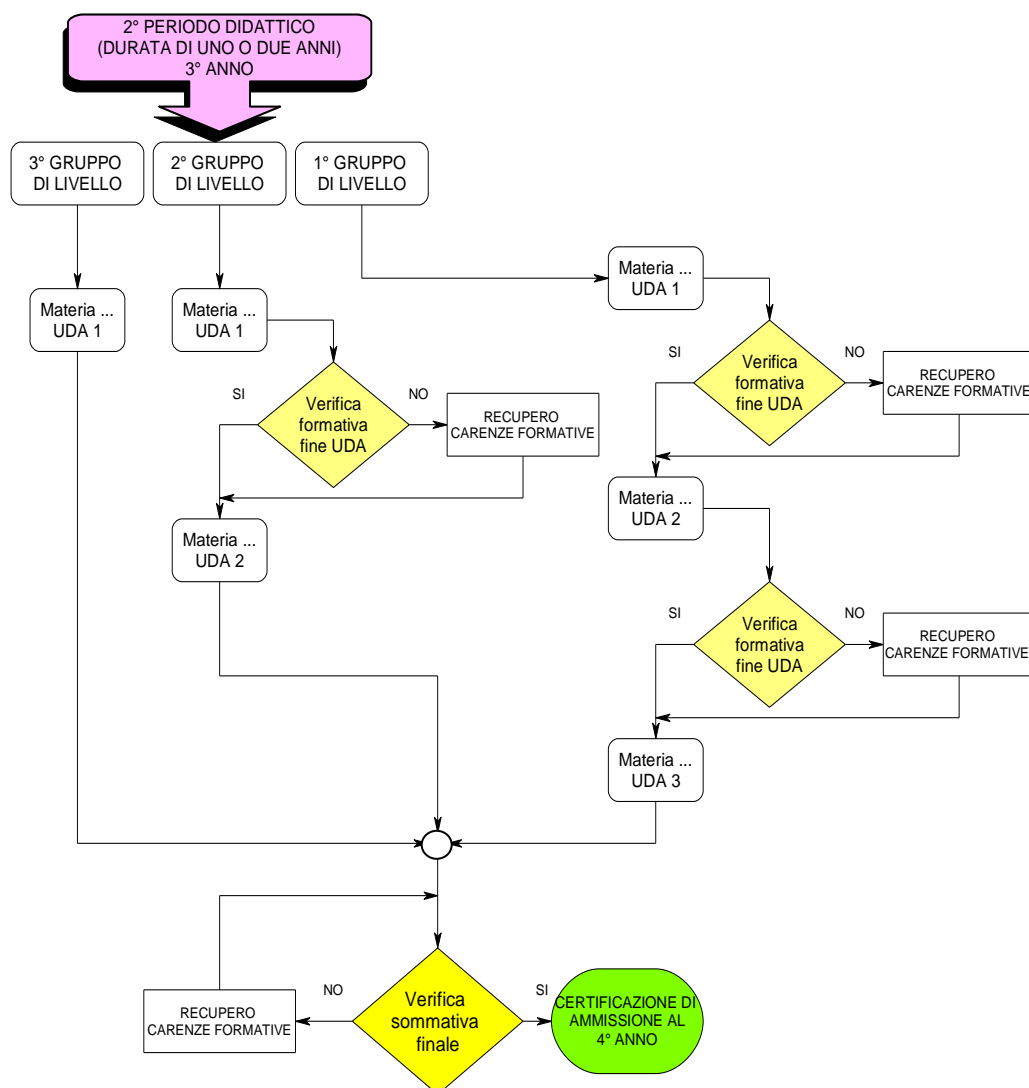 2° PERIODO DIDATTICO
(DURATA DI UNO O DUE ANNI)
3° ANNO
3° GRUPPO
DI LIVELLO
2° GRUPPO
DI LIVELLO
1° GRUPPO
DI LIVELLO
Materia ...
UDA 1
Materia ...
UDA 1
Materia ...
UDA 1
SI
Verifica
formativa
fine UDA
NO
RECUPERO
CARENZE FORMATIVE
SI
Verifica
formativa
fine UDA
NO
RECUPERO
CARENZE FORMATIVE
Materia ...
UDA 2
Materia ...
UDA 2
SI
Verifica
formativa
fine UDA
NO
RECUPERO
CARENZE FORMATIVE
Materia ...
UDA 3
RECUPERO
CARENZE FORMATIVE
NO
Verifica
sommativa
finale
SI
CERTIFICAZIONE DI
AMMISSIONE AL
4° ANNO